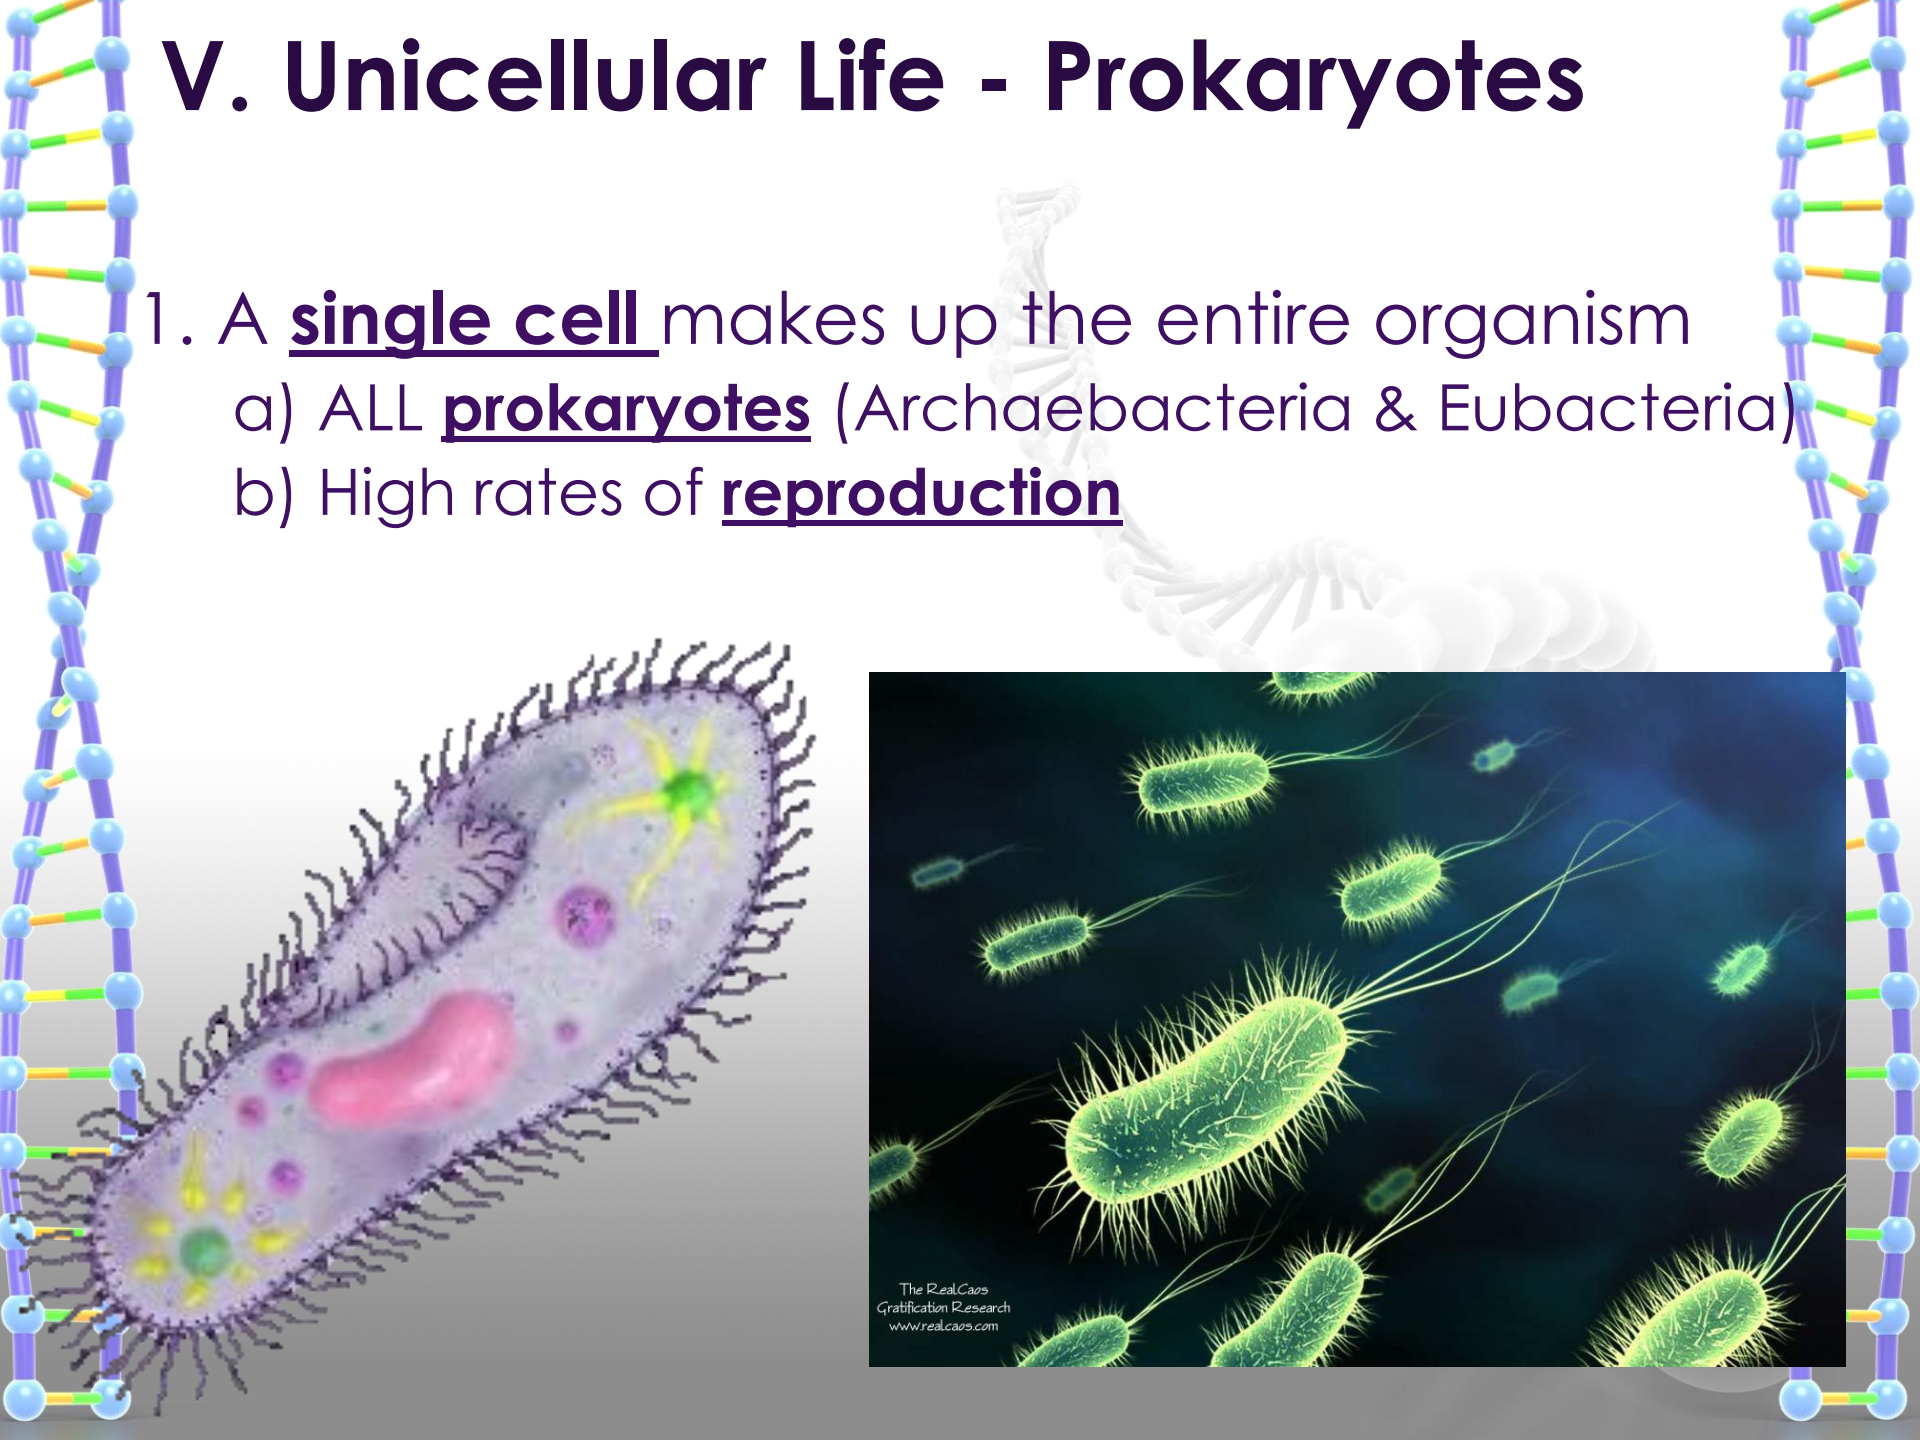 V. Unicellular Life - Prokaryotes
1. A single cell makes up the entire organism
a) ALL prokaryotes (Archaebacteria & Eubacteria)
b) High rates of reproduction
The RealCaos
Gratification Research
www.realcaos.com